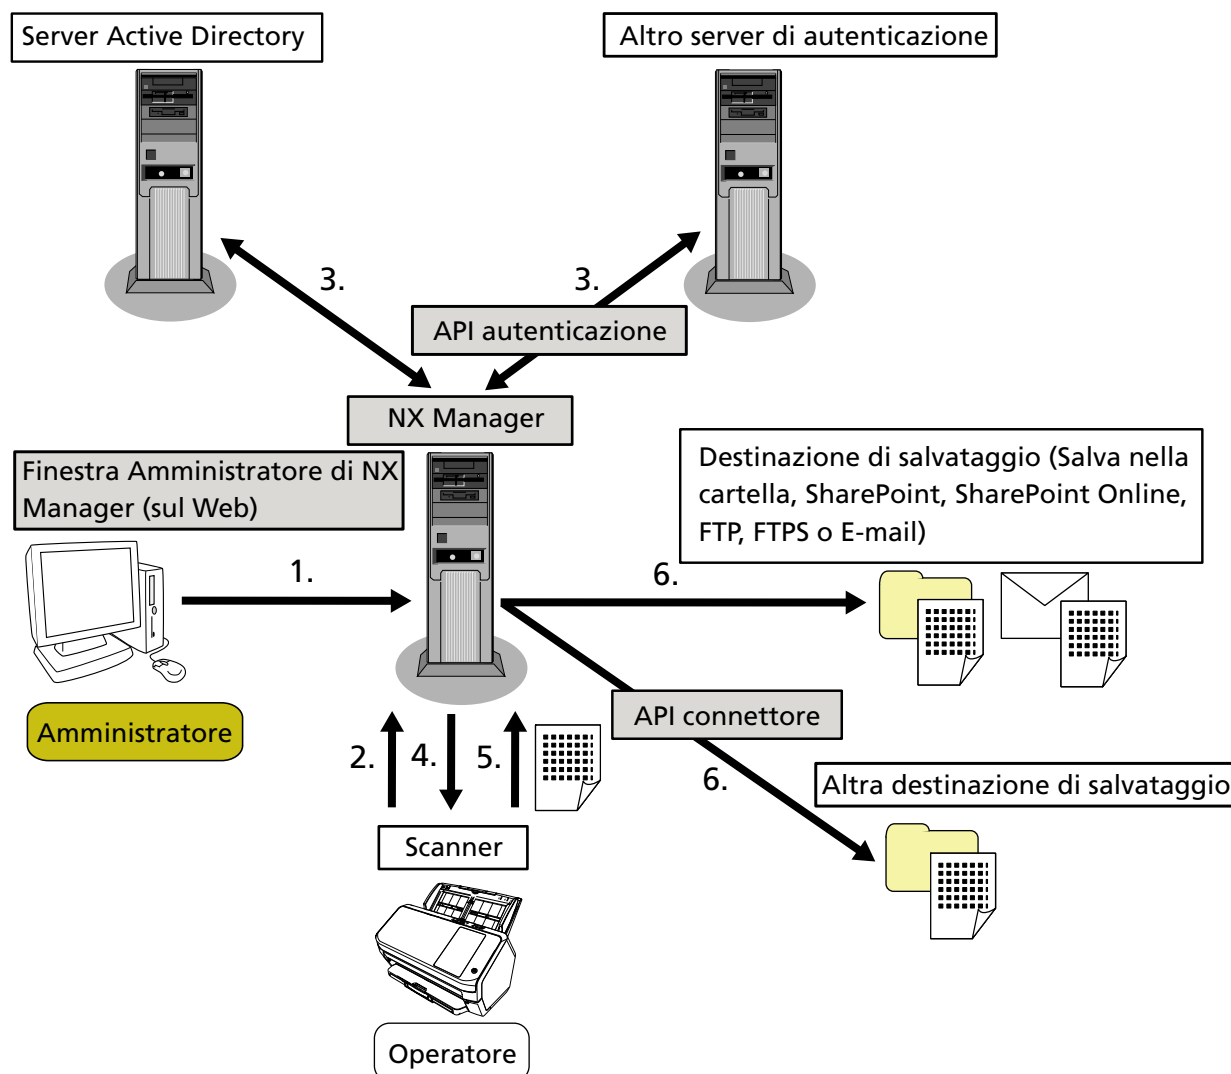 Server Active Directory
Altro server di autenticazione
3.
3.
API autenticazione
NX Manager
Finestra Amministratore di NX
Manager (sul Web)
Destinazione di salvataggio (Salva nella
cartella, SharePoint, SharePoint Online,
FTP, FTPS o E-mail)
1.
6.
Amministratore
API connettore
2.
4.
5.
6.
Altra destinazione di salvataggio
Scanner
Operatore